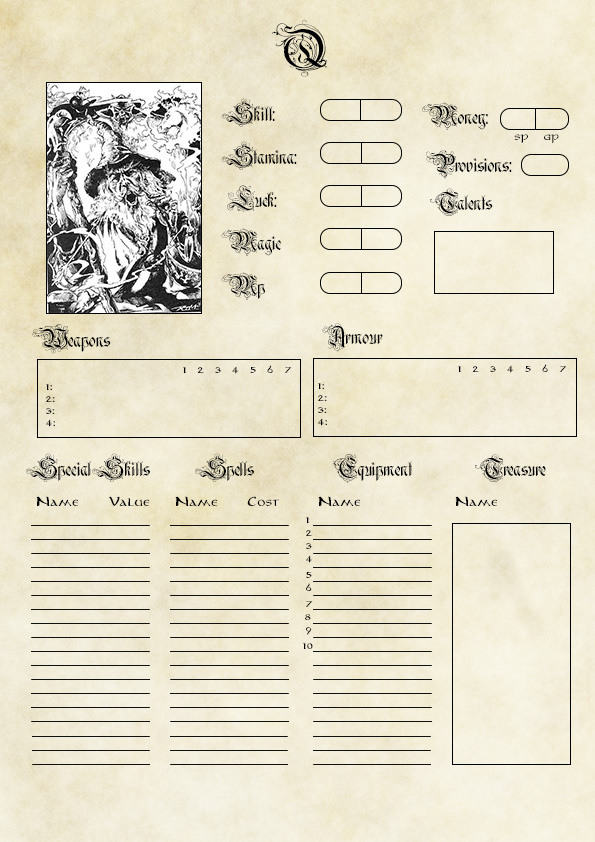 Q
Skill:
Stamina:
Luck:
Magic
Mp
Money:
sp gp
Provisions:
Talents
Weapons
1 2 3 4 5 6 7
1:
2:
3:
4:
Armour
1 2 3 4 5 6 7
1:
2:
3:
4:
Special Skills
Name Value
Spells
Name Cost
Equipment
Name
1
2
3
4
5
6
7
8
9
10
Treasure
Name